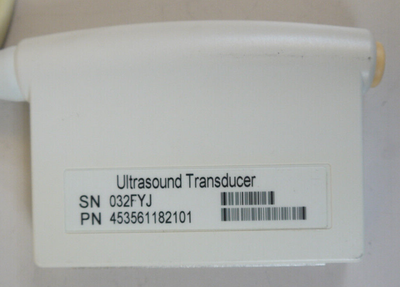 Ultrasound Transducer
SN 032FYJ
PN 453561182101